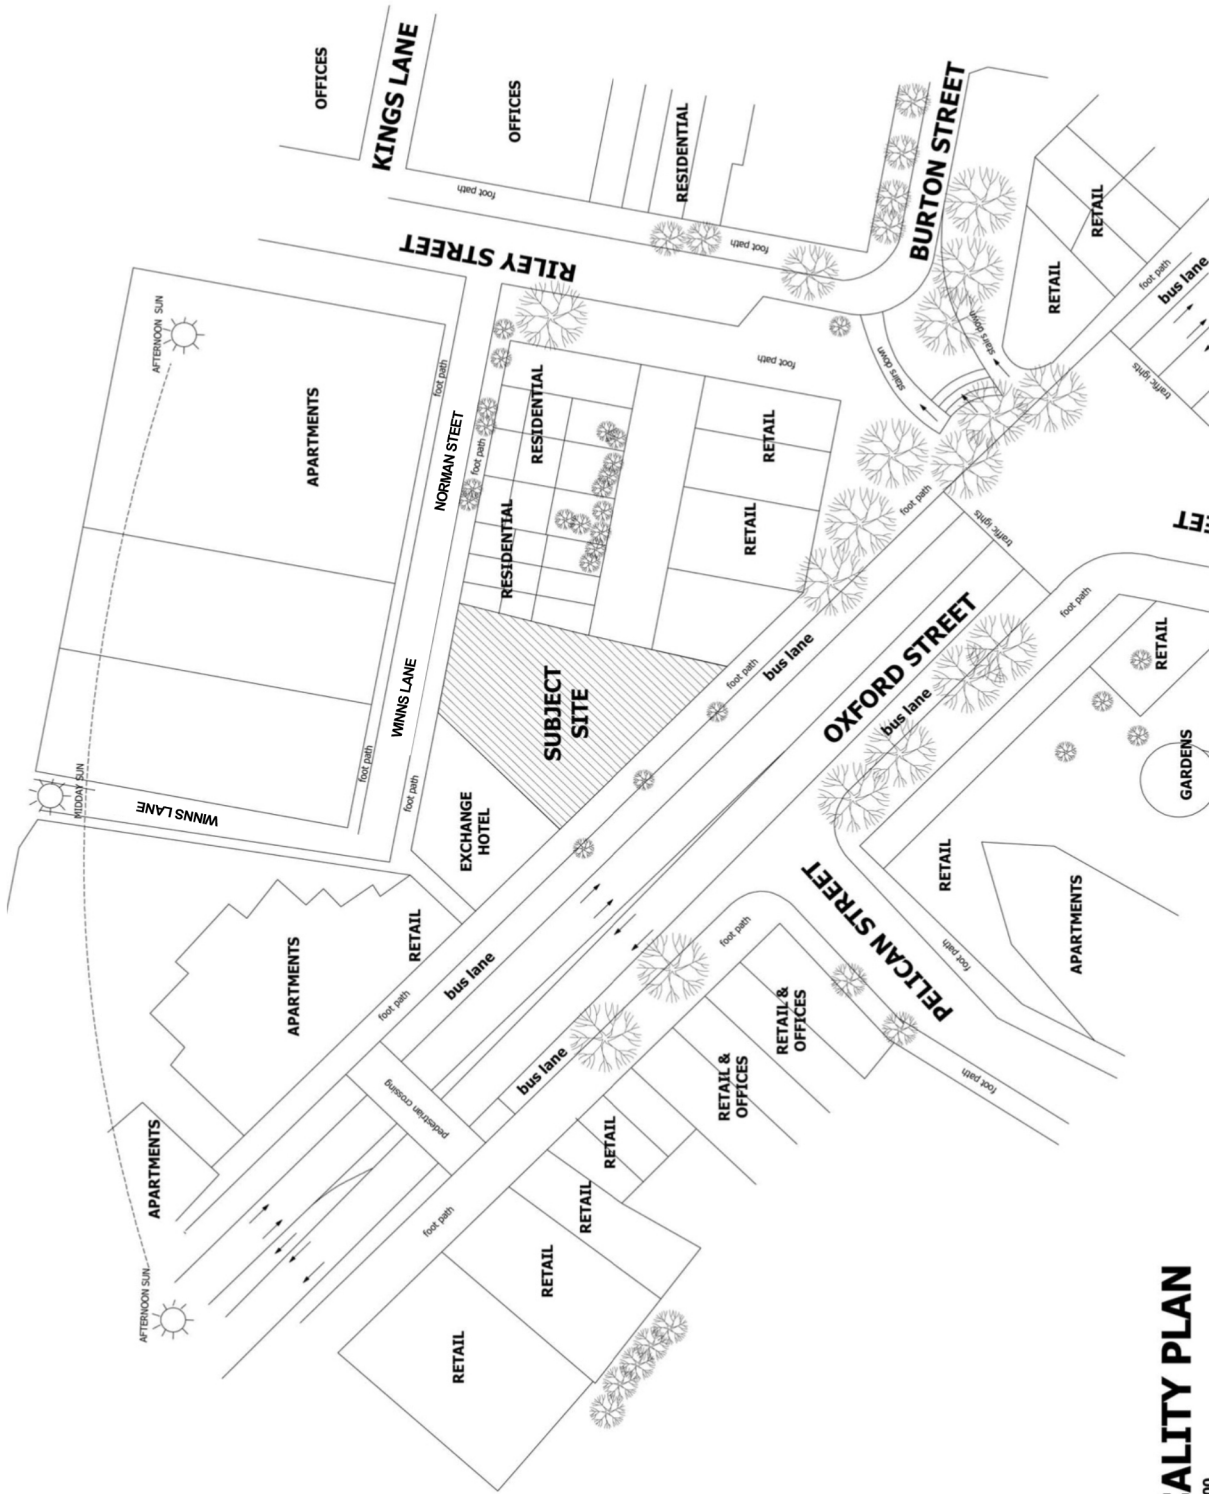 OFFICES
KINGS LANE
OFFICES
RESIDENTIAL
foot path
BURTON STREET
RETAIL
foot path
bus lane
RETAIL
traffic lights
RILEY STREET
foot path
AFTERNOON SUN
APARTMENTS
foot path
NORMAN STEET
foot path
RESIDENTIAL
RESIDENTIAL
foot path
RETAIL
RETAIL
stairs down
stairs down
foot path
traffic lights
EET
WINNS LANE
foot path
foot path
SUBJECT
SITE
foot path
bus lane
OXFORD STREET
bus lane
foot path
RETAIL
GARDENS
MIDDAY SUN
WINNS LANE
EXCHANGE
HOTEL
RETAIL
APARTMENTS
RETAIL
APARTMENTS
foot path
bus lane
PELICAN STREET
foot path
foot path
RETAIL &
OFFICES
RETAIL &
OFFICES
foot path
bus lane
pedestrian crossing
APARTMENTS
RETAIL
RETAIL
foot path
RETAIL
RETAIL
AFTERNOON SUN
ALITY PLAN